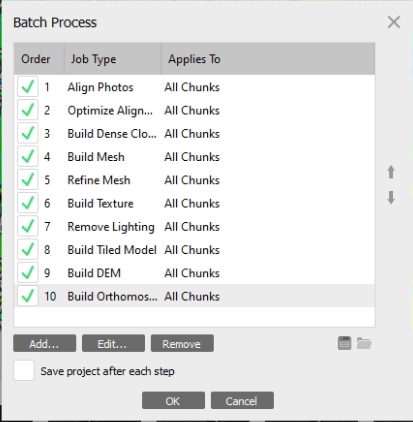 Batch Process
Order Job Type Applies To
1 Align Photos All Chunks
2 Optimize Align... All Chunks
3 Build Dense Clo... All Chunks
4 Build Mesh All Chunks
5 Refine Mesh All Chunks
6 Build Texture All Chunks
7 Remove Lighting All Chunks
8 Build Tiled Model All Chunks
9 Build DEM All Chunks
10 Build Orthomos... All Chunks
Add... Edit... Remove
Save project after each step
OK Cancel